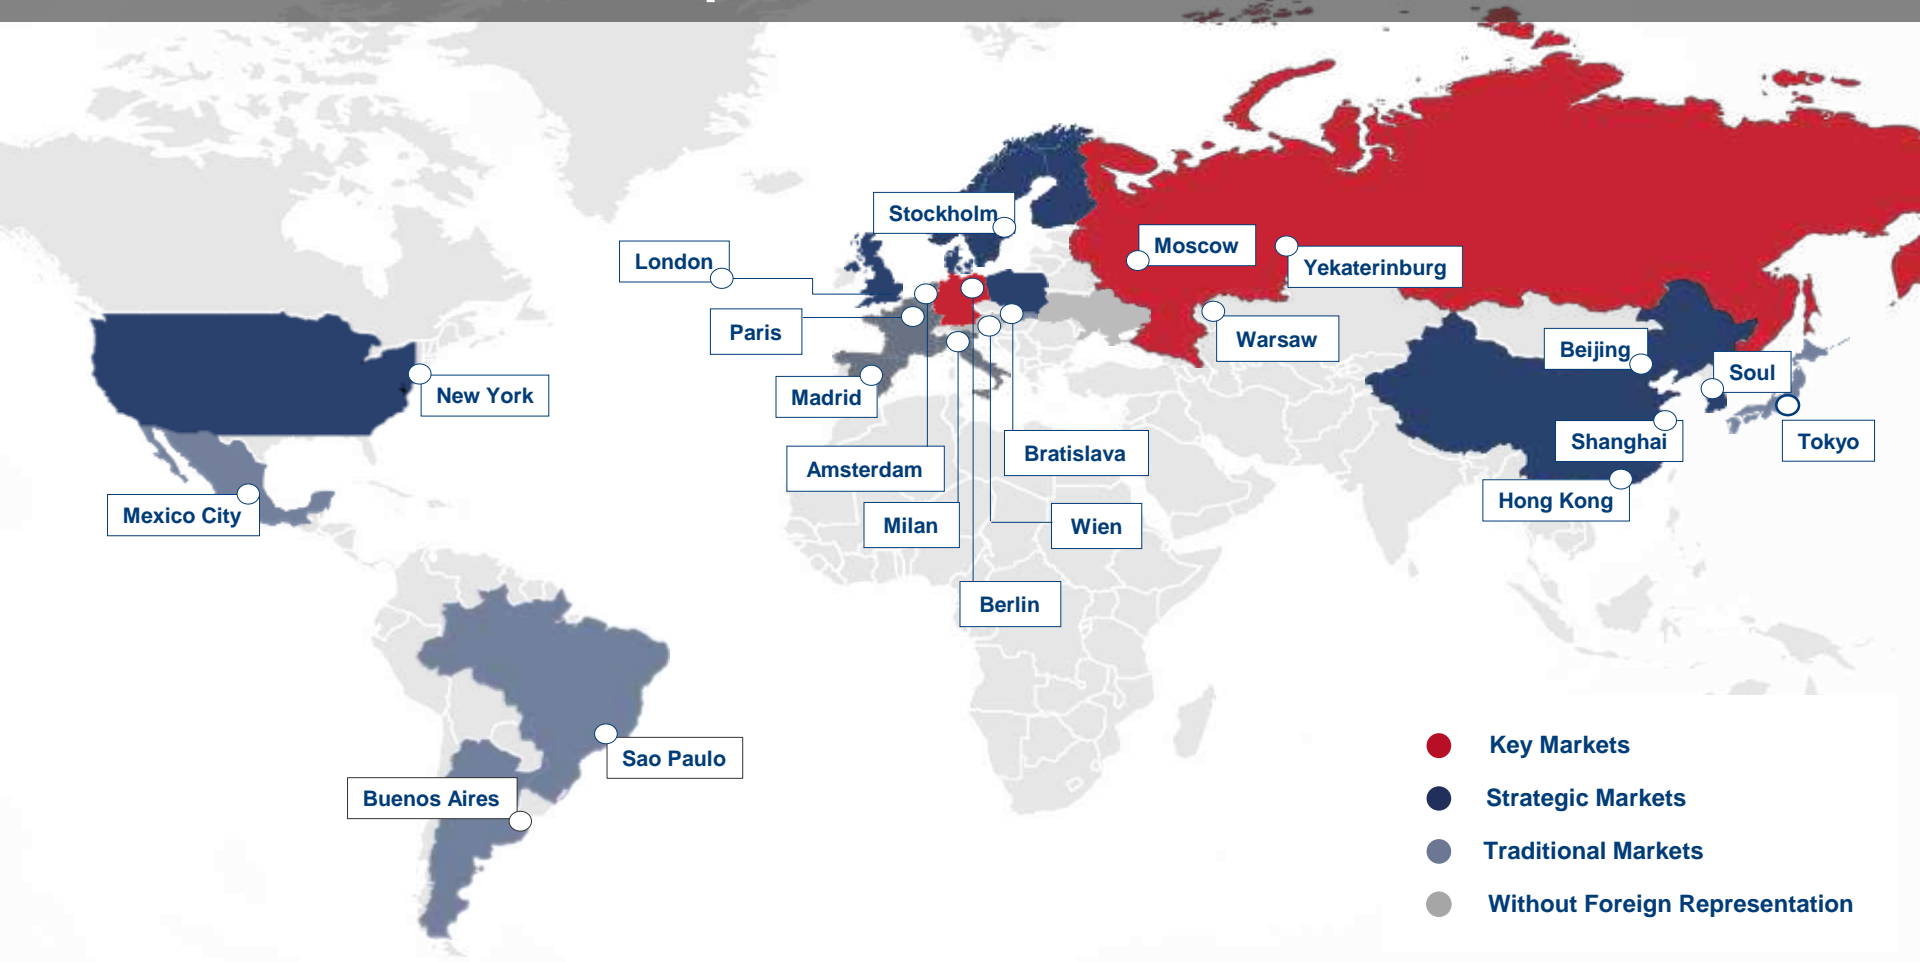 Stockholm
Moscow
London
Yekaterinburg
Paris
Warsaw
Beijing
Soul
New York
Madrid
Shanghai
Tokyo
Amsterdam
Bratislava
Mexico City
Milan
Wien
Hong Kong
Berlin
Sao Paulo
Buenos Aires
Key Markets
Strategic Markets
Traditional Markets
Without Foreign Representation